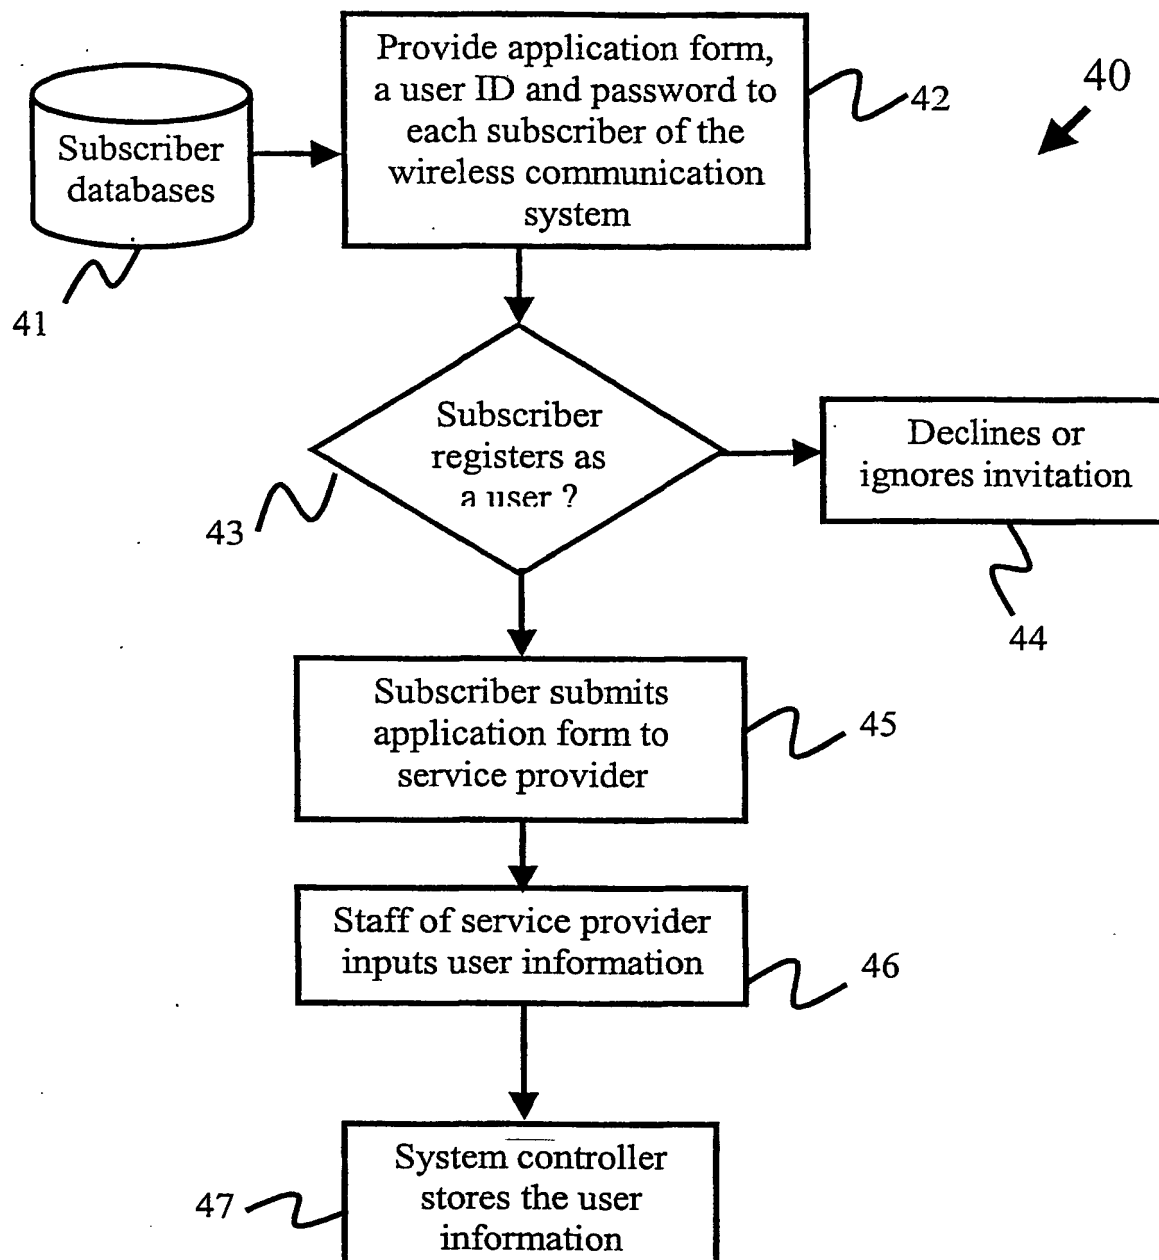 Provide application form,
a user ID and password to
each subscriber of the
wireless communication
system
42
40
Subscriber
databases
41
Subscriber
registers as
a user ?
43
Declines or
ignores invitation
44
Subscriber submits
application form to
service provider
45
Staff of service provider
inputs user information
46
System controller
stores the user
information
47